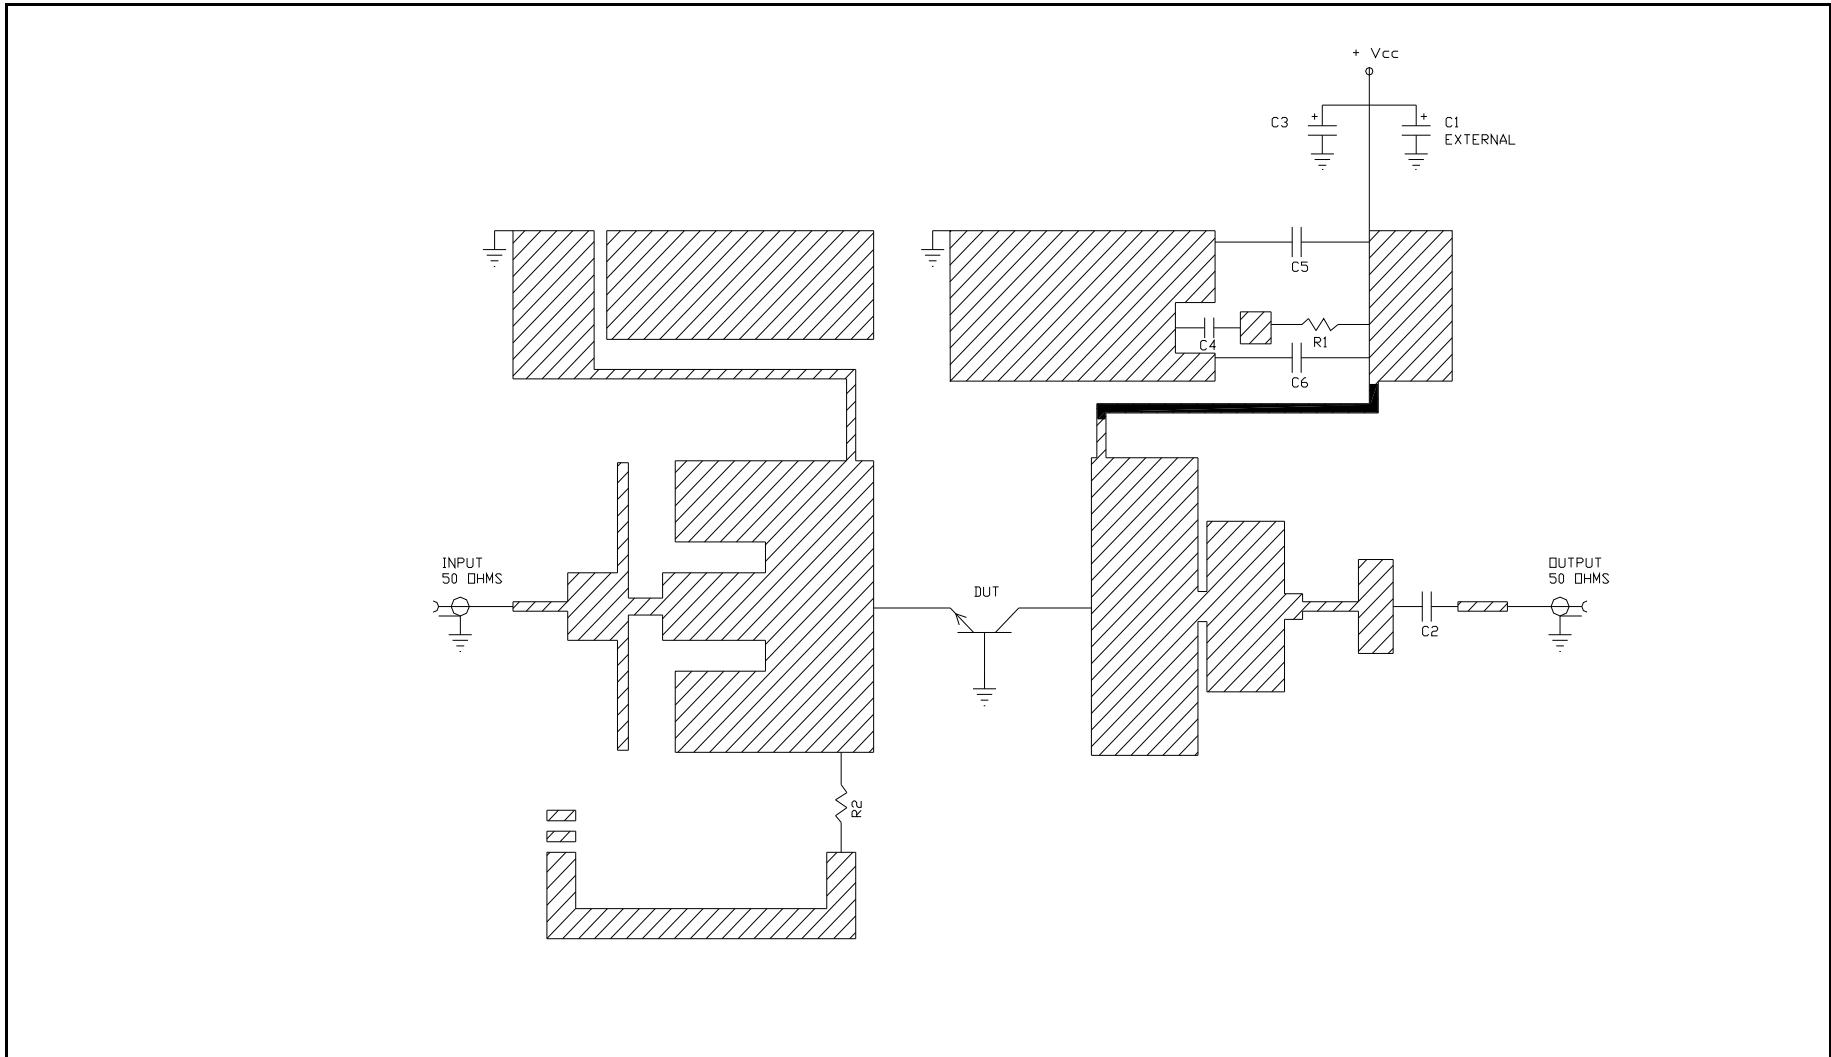 + Vcc
C3
+
+
C1
EXTERNAL
C5
C4
R1
C6
INPUT
50 OHMS
DUT
OUTPUT
50 OHMS
C2
R2